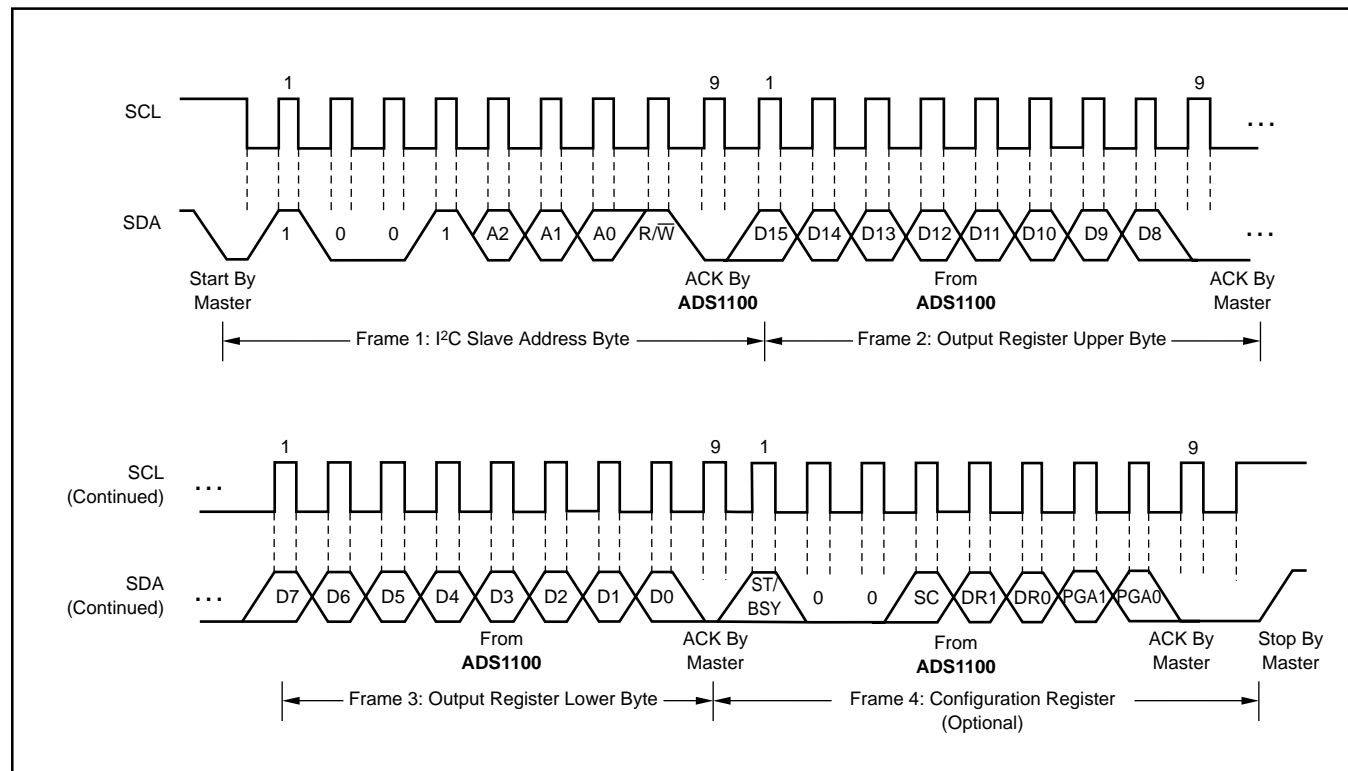 1 9 1 9
SCL ...
SDA 1 0 0 1 A2 A1 A0 R/W̅ D15 D14 D13 D12 D11 D10 D9 D8 ...
Start By Master
ACK By ADS1100
From ADS1100
ACK By Master
Frame 1: I²C Slave Address Byte
Frame 2: Output Register Upper Byte
1 9 1 9
SCL (Continued) ...
SDA (Continued) ... D7 D6 D5 D4 D3 D2 D1 D0 ST/BSY 0 0 SC DR1 DR0 PGA1 PGA0
From ADS1100
ACK By Master
From ADS1100
ACK By Master
Stop By Master
Frame 3: Output Register Lower Byte
Frame 4: Configuration Register
(Optional)